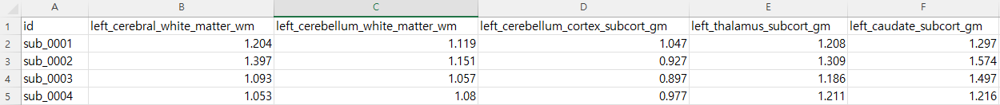 A B C D E F
1 id left_cerebral_white_matter_wm left_cerebellum_white_matter_wm left_cerebellum_cortex_subcort_gm left_thalamus_subcort_gm left_caudate_subcort_gm
2 sub_0001 1.204 1.119 1.047 1.208 1.297
3 sub_0002 1.397 1.151 0.927 1.309 1.574
4 sub_0003 1.093 1.057 0.897 1.186 1.497
5 sub_0004 1.053 1.08 0.977 1.211 1.216